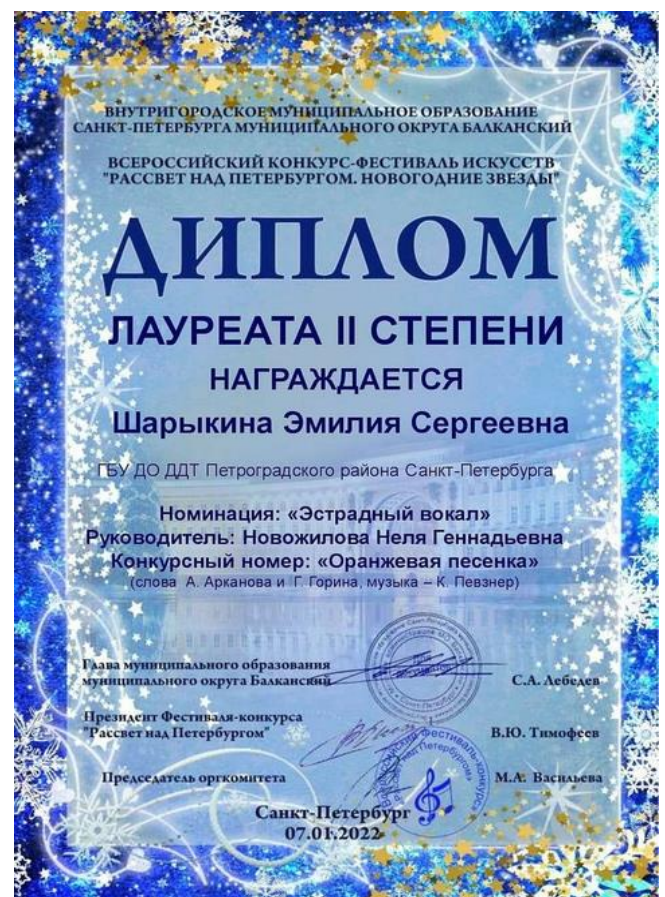 ВНУТРИГОРОДСКОЕ МУНИЦИПАЛЬНОЕ ОБРАЗОВАНИЕ
САНКТ-ПЕТЕРБУРГА МУНИЦИПАЛЬНОГО ОКРУГА БАЛКАНСКИЙ
ВСЕРОССИЙСКИЙ КОНКУРС-ФЕСТИВАЛЬ ИСКУССТВ
"РАССВЕТ НАД ПЕТЕРБУРГОМ. НОВОГОДНИЕ ЗВЕЗДЫ"
ДИПЛОМ
ЛАУРЕАТА II СТЕПЕНИ
НАГРАЖДАЕТСЯ
Шарыкина Эмилия Сергеевна
ГБУ ДО ДДТ Петроградского района Санкт-Петербурга
Номинация: «Эстрадный вокал»
Руководитель: Новожилова Неля Геннадьевна
Конкурсный номер: «Оранжевая песенка»
(слова А. Арканова и Г. Горина, музыка – К. Певзнер)
Глава муниципального образования
муниципального округа Балканский С.А. Лебедев
Президент Фестиваля-конкурса
"Рассвет над Петербургом" В.Ю. Тимофеев
Председатель оргкомитета М.А. Васильева
Санкт-Петербург
07.01.2022